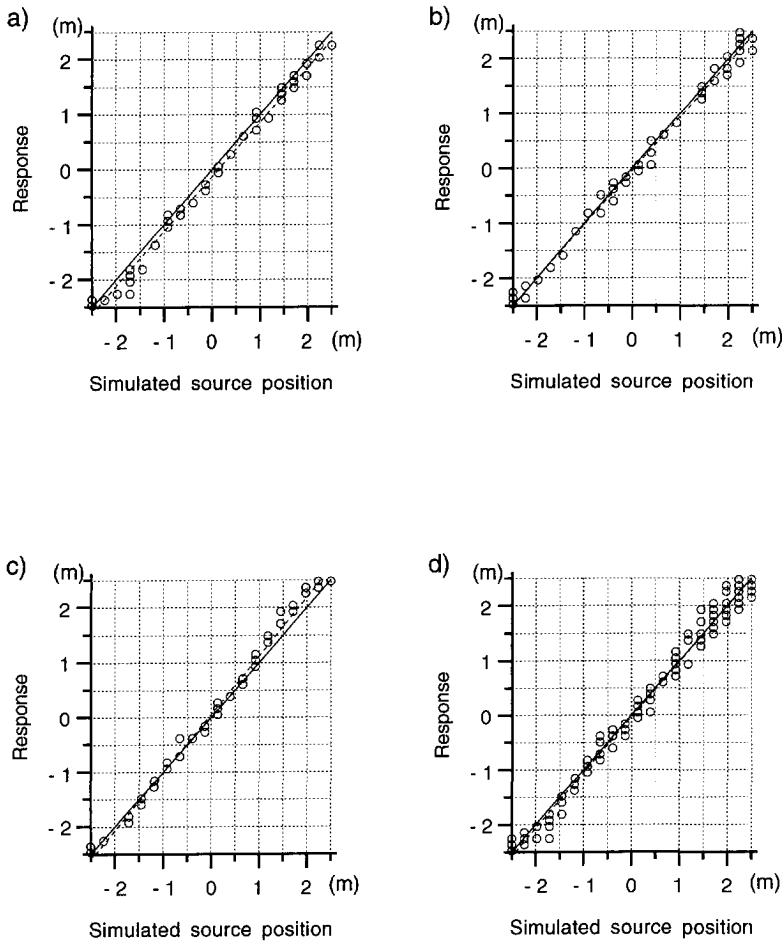 a)
(m)
2
1
0
- 1
- 2
Response
- 2 - 1 0 1 2 (m)
Simulated source position
b)
(m)
2
1
0
- 1
- 2
Response
- 2 - 1 0 1 2 (m)
Simulated source position
c)
(m)
2
1
0
- 1
- 2
Response
- 2 - 1 0 1 2 (m)
Simulated source position
d)
(m)
2
1
0
- 1
- 2
Response
- 2 - 1 0 1 2 (m)
Simulated source position